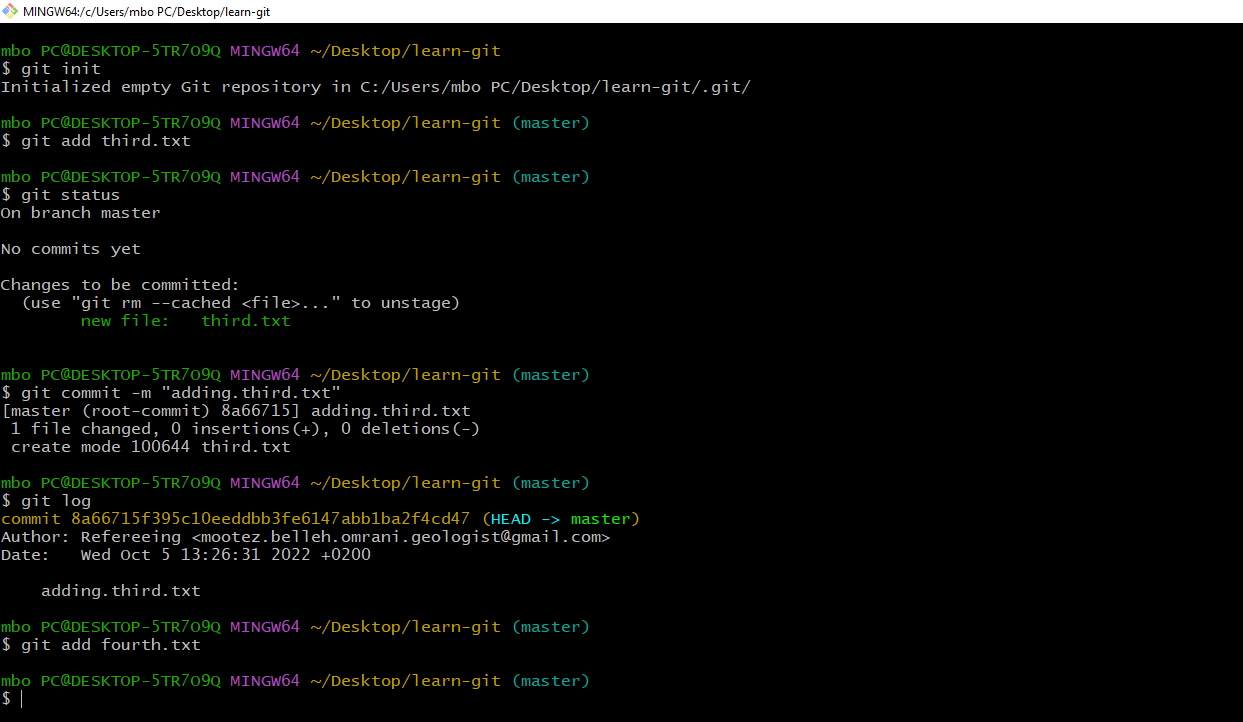 MINGW64:/c/Users/mbo PC/Desktop/learn-git
mbo PC@DESKTOP-5TR7O9Q MINGW64 ~/Desktop/learn-git
$ git init
Initialized empty Git repository in C:/Users/mbo PC/Desktop/learn-git/.git/
mbo PC@DESKTOP-5TR7O9Q MINGW64 ~/Desktop/learn-git (master)
$ git add third.txt
mbo PC@DESKTOP-5TR7O9Q MINGW64 ~/Desktop/learn-git (master)
$ git status
On branch master
No commits yet
Changes to be committed:
  (use "git rm --cached <file>..." to unstage)
        new file:   third.txt
mbo PC@DESKTOP-5TR7O9Q MINGW64 ~/Desktop/learn-git (master)
$ git commit -m "adding.third.txt"
[master (root-commit) 8a66715] adding.third.txt
 1 file changed, 0 insertions(+), 0 deletions(-)
 create mode 100644 third.txt
mbo PC@DESKTOP-5TR7O9Q MINGW64 ~/Desktop/learn-git (master)
$ git log
commit 8a66715f395c10eeddbb3fe6147abb1ba2f4cd47 (HEAD -> master)
Author: Refereeing <mootez.belleh.omrani.geologist@gmail.com>
Date:   Wed Oct 5 13:26:31 2022 +0200
    adding.third.txt
mbo PC@DESKTOP-5TR7O9Q MINGW64 ~/Desktop/learn-git (master)
$ git add fourth.txt
mbo PC@DESKTOP-5TR7O9Q MINGW64 ~/Desktop/learn-git (master)
$